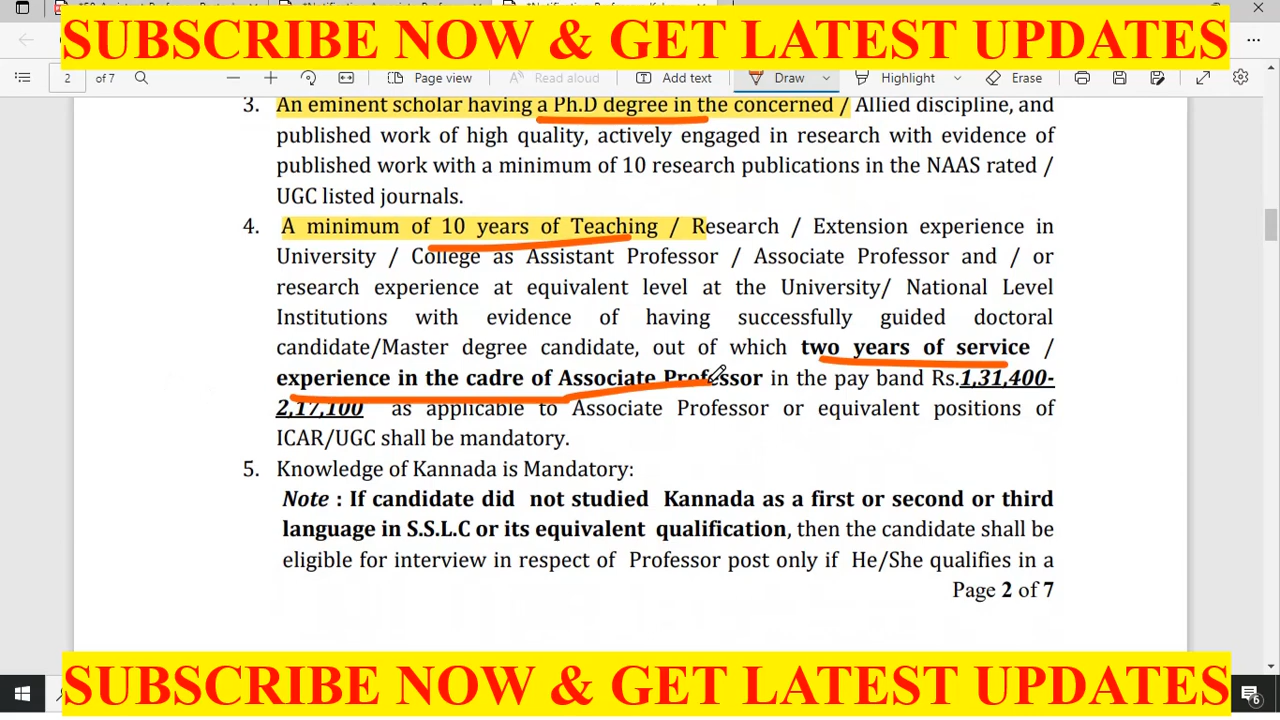 SUBSCRIBE NOW & GET LATEST UPDATES
2 of 7 Page view Read aloud Add text Draw Highlight Erase
3. An eminent scholar having a Ph.D degree in the concerned / Allied discipline, and
published work of high quality, actively engaged in research with evidence of
published work with a minimum of 10 research publications in the NAAS rated /
UGC listed journals.
4. A minimum of 10 years of Teaching / Research / Extension experience in
University / College as Assistant Professor / Associate Professor and / or
research experience at equivalent level at the University/ National Level
Institutions with evidence of having successfully guided doctoral
candidate/Master degree candidate, out of which two years of service /
experience in the cadre of Associate Professor in the pay band Rs.1,31,400-
2,17,100 as applicable to Associate Professor or equivalent positions of
ICAR/UGC shall be mandatory.
5. Knowledge of Kannada is Mandatory:
Note : If candidate did not studied Kannada as a first or second or third
language in S.S.L.C or its equivalent qualification, then the candidate shall be
eligible for interview in respect of Professor post only if He/She qualifies in a
Page 2 of 7
SUBSCRIBE NOW & GET LATEST UPDATES
6